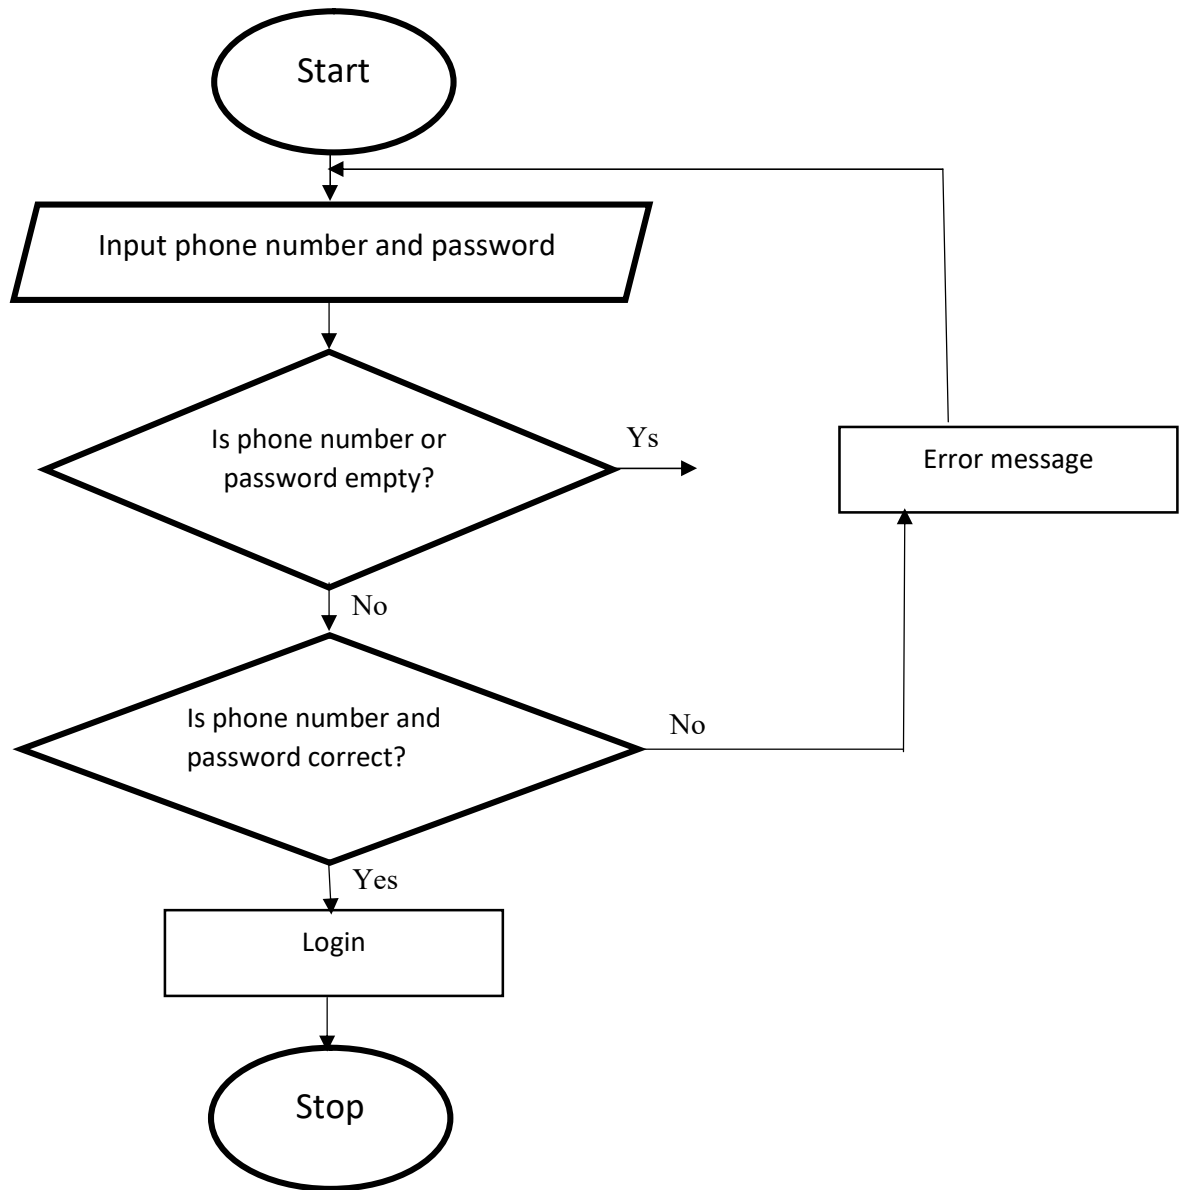 Start
Input phone number and password
Is phone number or
password empty?
Ys
Error message
No
Is phone number and
password correct?
No
Yes
Login
Stop